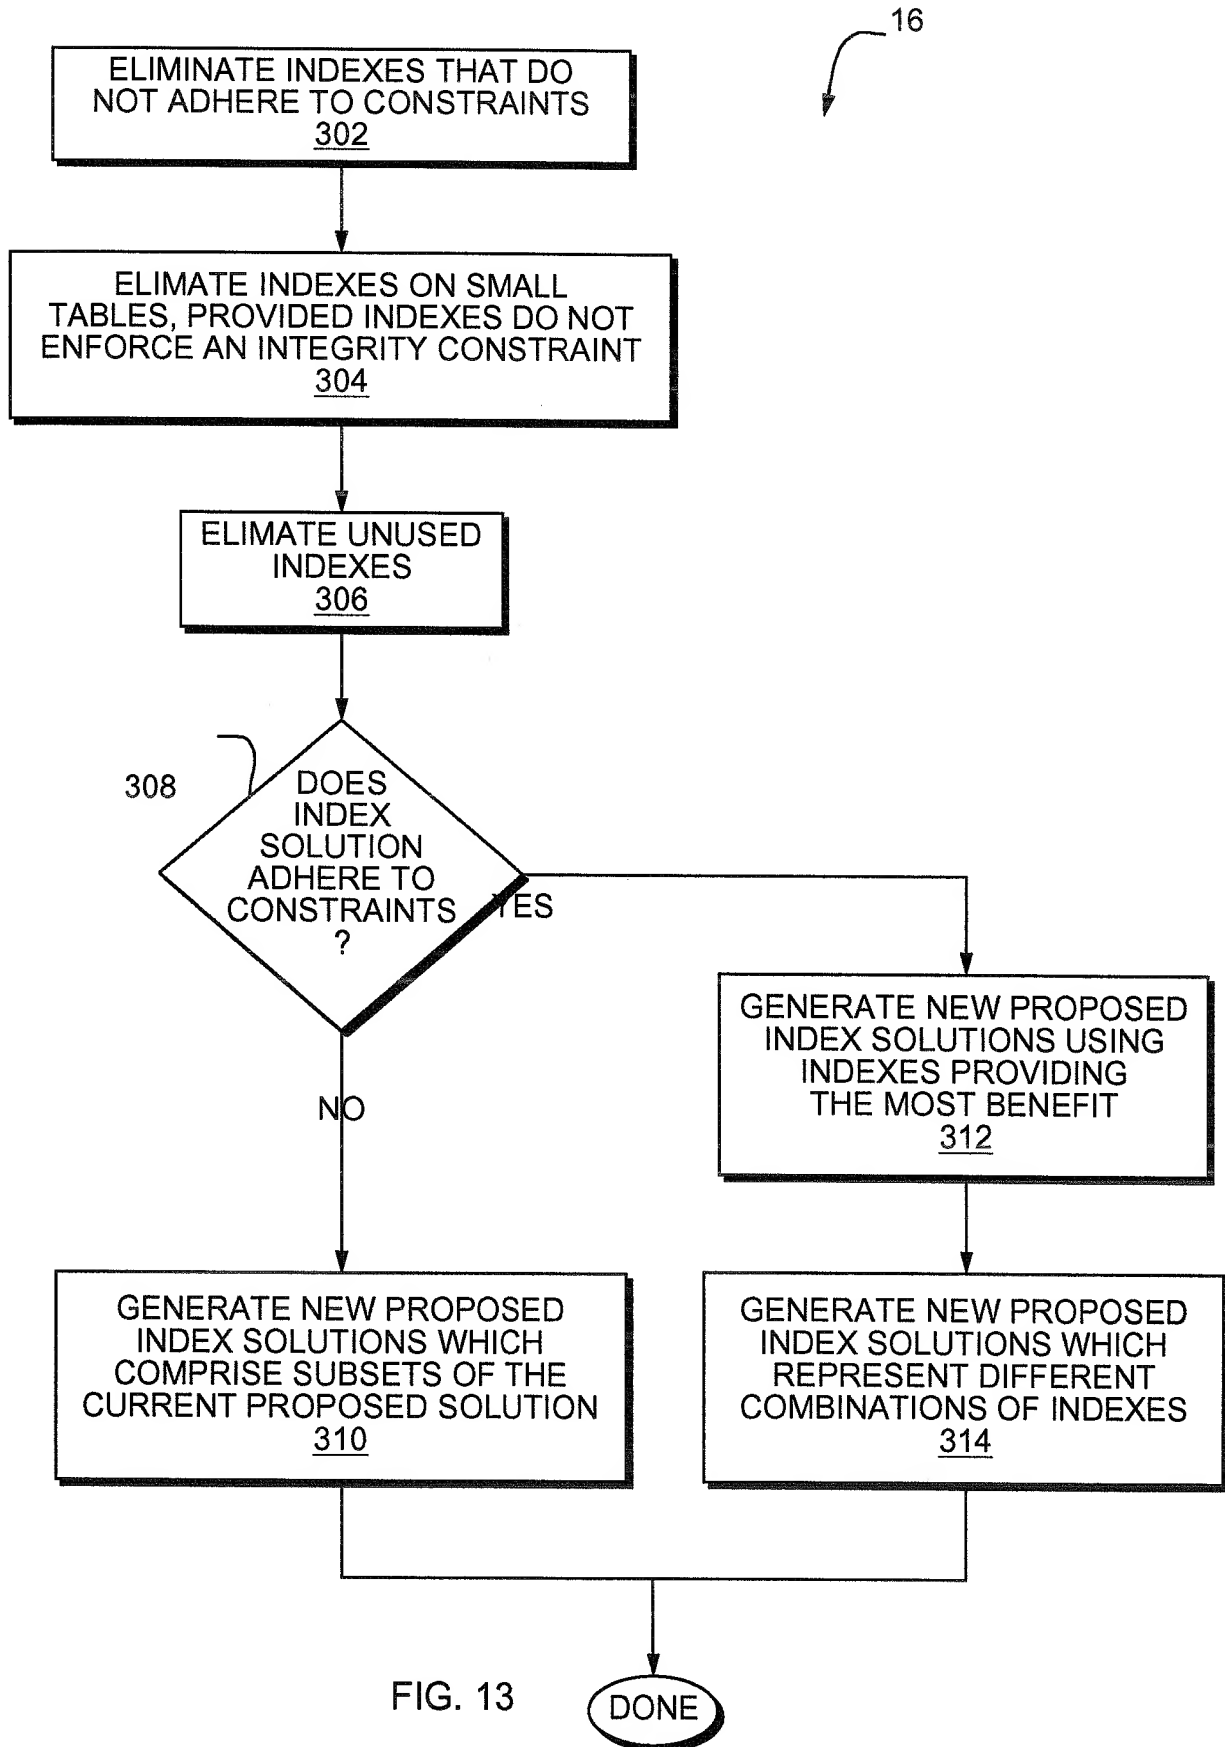 16
ELIMINATE INDEXES THAT DO
NOT ADHERE TO CONSTRAINTS
302
ELIMATE INDEXES ON SMALL
TABLES, PROVIDED INDEXES DO NOT
ENFORCE AN INTEGRITY CONSTRAINT
304
ELIMATE UNUSED
INDEXES
306
308
DOES
INDEX
SOLUTION
ADHERE TO
CONSTRAINTS
?
YES
NO
GENERATE NEW PROPOSED
INDEX SOLUTIONS USING
INDEXES PROVIDING
THE MOST BENEFIT
312
GENERATE NEW PROPOSED
INDEX SOLUTIONS WHICH
COMPRISE SUBSETS OF THE
CURRENT PROPOSED SOLUTION
310
GENERATE NEW PROPOSED
INDEX SOLUTIONS WHICH
REPRESENT DIFFERENT
COMBINATIONS OF INDEXES
314
FIG. 13
DONE